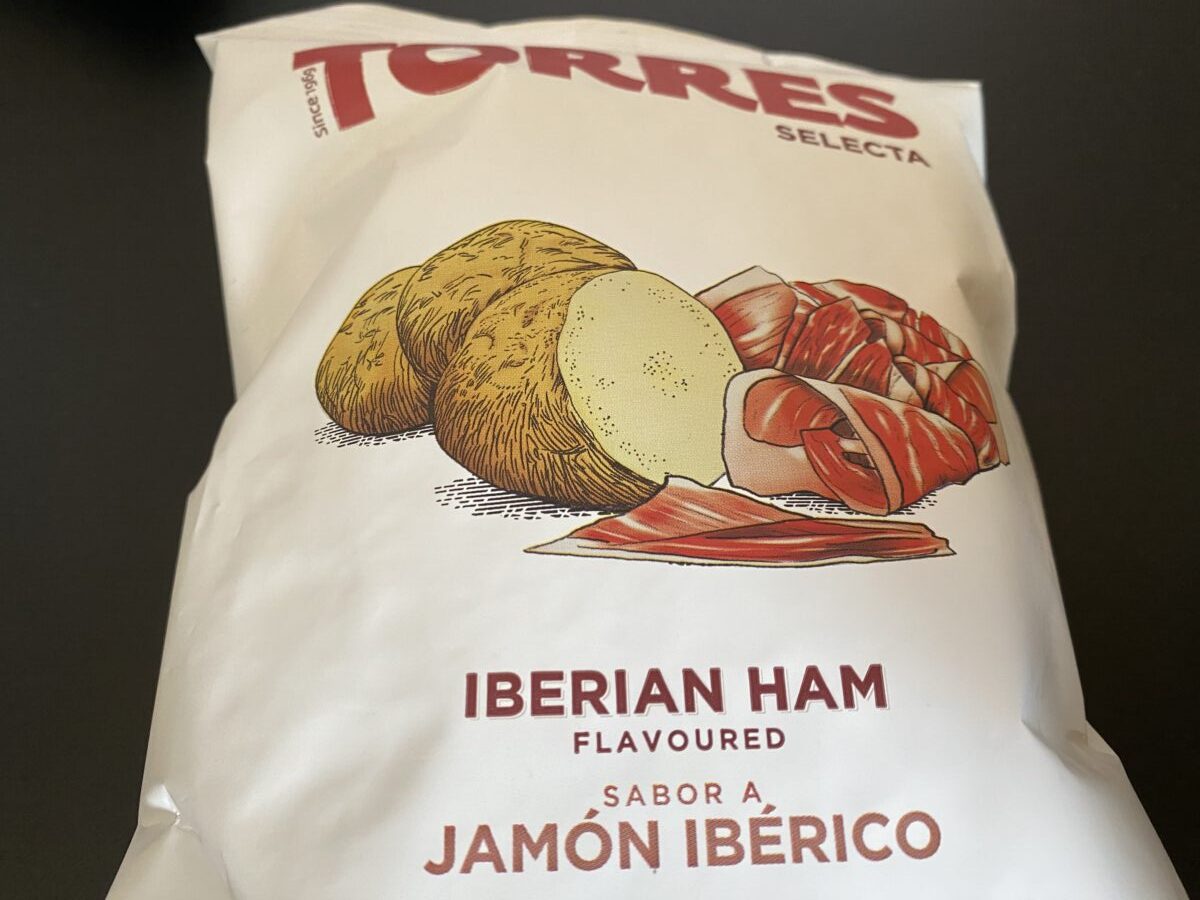 TORRES
Since 1969
SELECTA
IBERIAN HAM
FLAVOURED
SABOR A
JAMÓN IBÉRICO